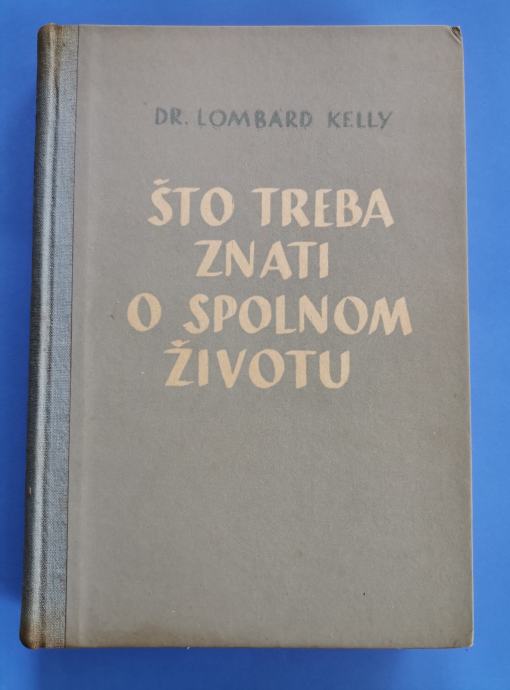 DR. LOMBARD KELLY
ŠTO TREBA
ZNATI
O SPOLNOM
ŽIVOTU